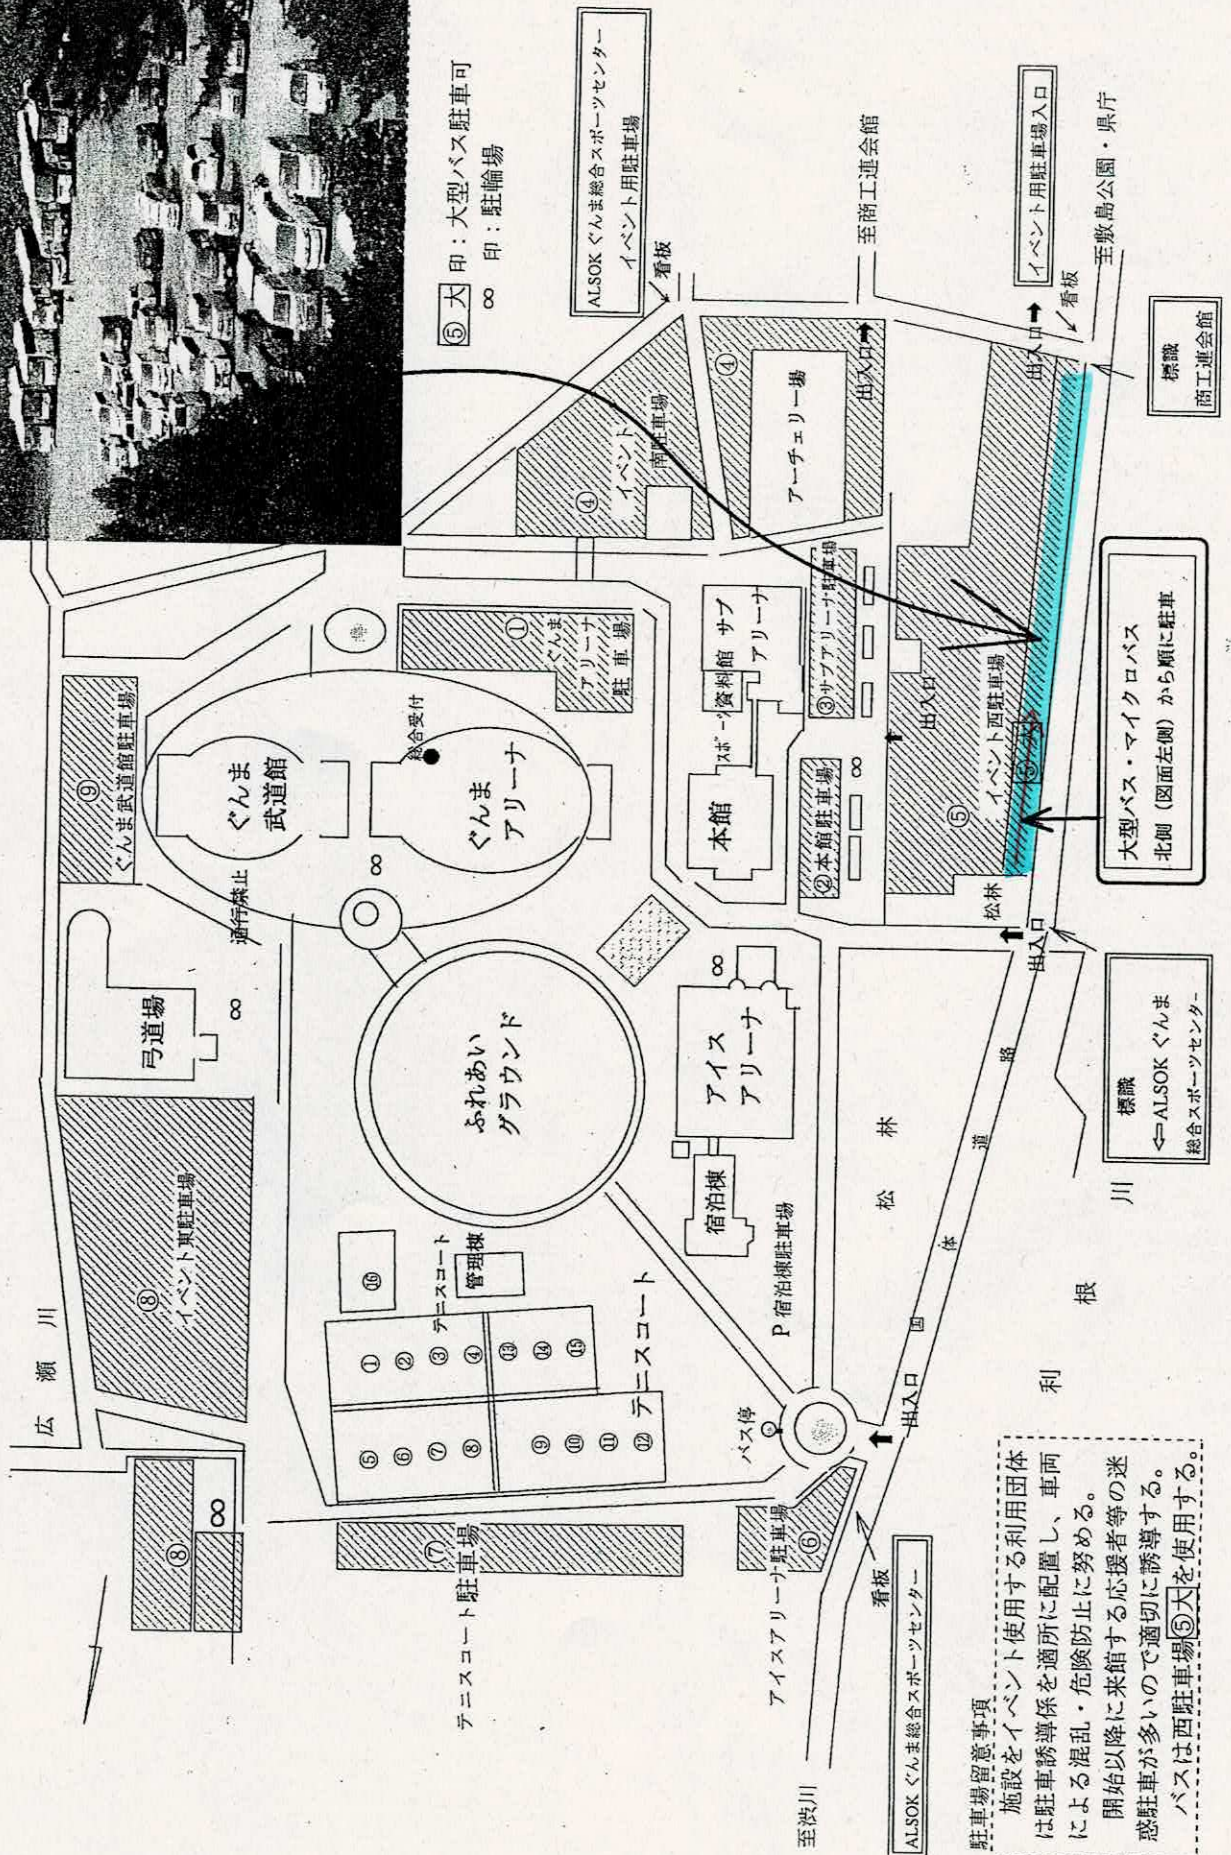 広瀬川
⑧
∞
⑧
イベント東駐車場
弓道場
∞
⑨
ぐんま武道館駐車場
通行禁止
ぐんま
武道館
∞
総合受付
ぐんま
アリーナ
①
ぐんま
アリーナ
駐車場
⑤大 印：大型バス駐車可
∞ 印：駐輪場
ALSOK ぐんま総合スポーツセンター
イベント用駐車場
看板
④
イベント
南駐車場
④
アーチェリー場
出入口
至商工連会館
⑦
テニスコート駐車場
⑤
⑥
⑦
⑧
⑨
⑩
⑪
⑫
①
②
③
④
⑬
⑭
⑮
⑯
テニスコート
管理棟
テニスコート
ふれあい
グラウンド
宿泊棟
P 宿泊棟駐車場
アイス
アリーナ
∞
本館
スポーツ資料館
サブ
アリーナ
②本館駐車場
∞
③サブアリーナ駐車場
アイスアリーナ駐車場
⑥
バス停
出入口
看板
至渋川
ALSOK ぐんま総合スポーツセンター
国体道路
松林
利根川
松林
出入口
⑤
イベント西駐車場
出入口
⑤大
出入口
イベント用駐車場入口
看板
至敷島公園・県庁
標識
商工連会館
大型バス・マイクロバス
北側（図面左側）から順に駐車
標識
⇦ALSOK ぐんま
総合スポーツセンター
駐車場留意事項
施設をイベント使用する利用団体
は駐車誘導係を適所に配置し、車両
による混乱・危険防止に努める。
開始以降に来館する応援者等の迷
惑駐車が多いので適切に誘導する。
バスは西駐車場⑤大を使用する。